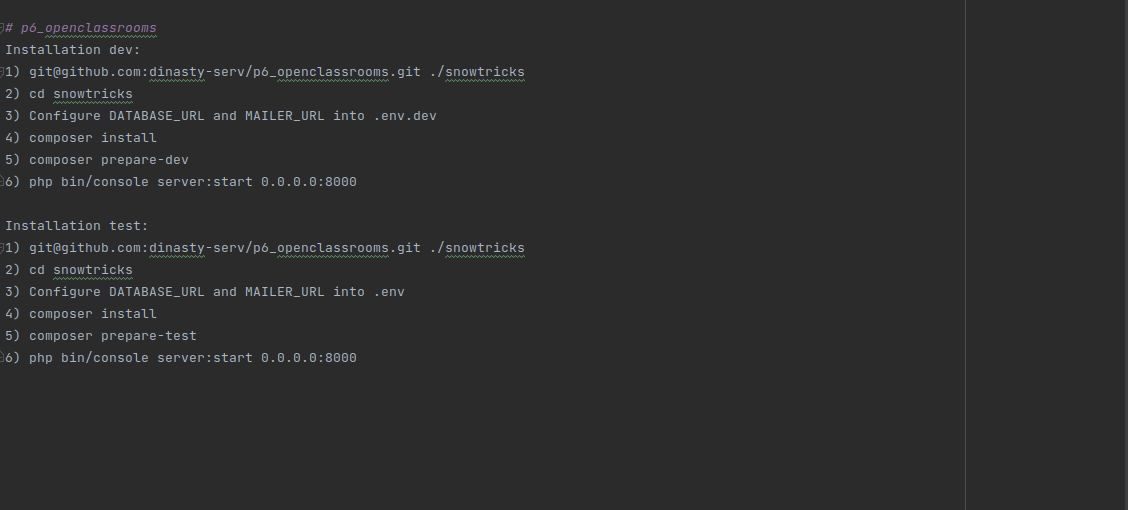 # p6_openclassrooms
Installation dev:
1) git@github.com:dinasty-serv/p6_openclassrooms.git ./snowtricks
2) cd snowtricks
3) Configure DATABASE_URL and MAILER_URL into .env.dev
4) composer install
5) composer prepare-dev
6) php bin/console server:start 0.0.0.0:8000
Installation test:
1) git@github.com:dinasty-serv/p6_openclassrooms.git ./snowtricks
2) cd snowtricks
3) Configure DATABASE_URL and MAILER_URL into .env
4) composer install
5) composer prepare-test
6) php bin/console server:start 0.0.0.0:8000